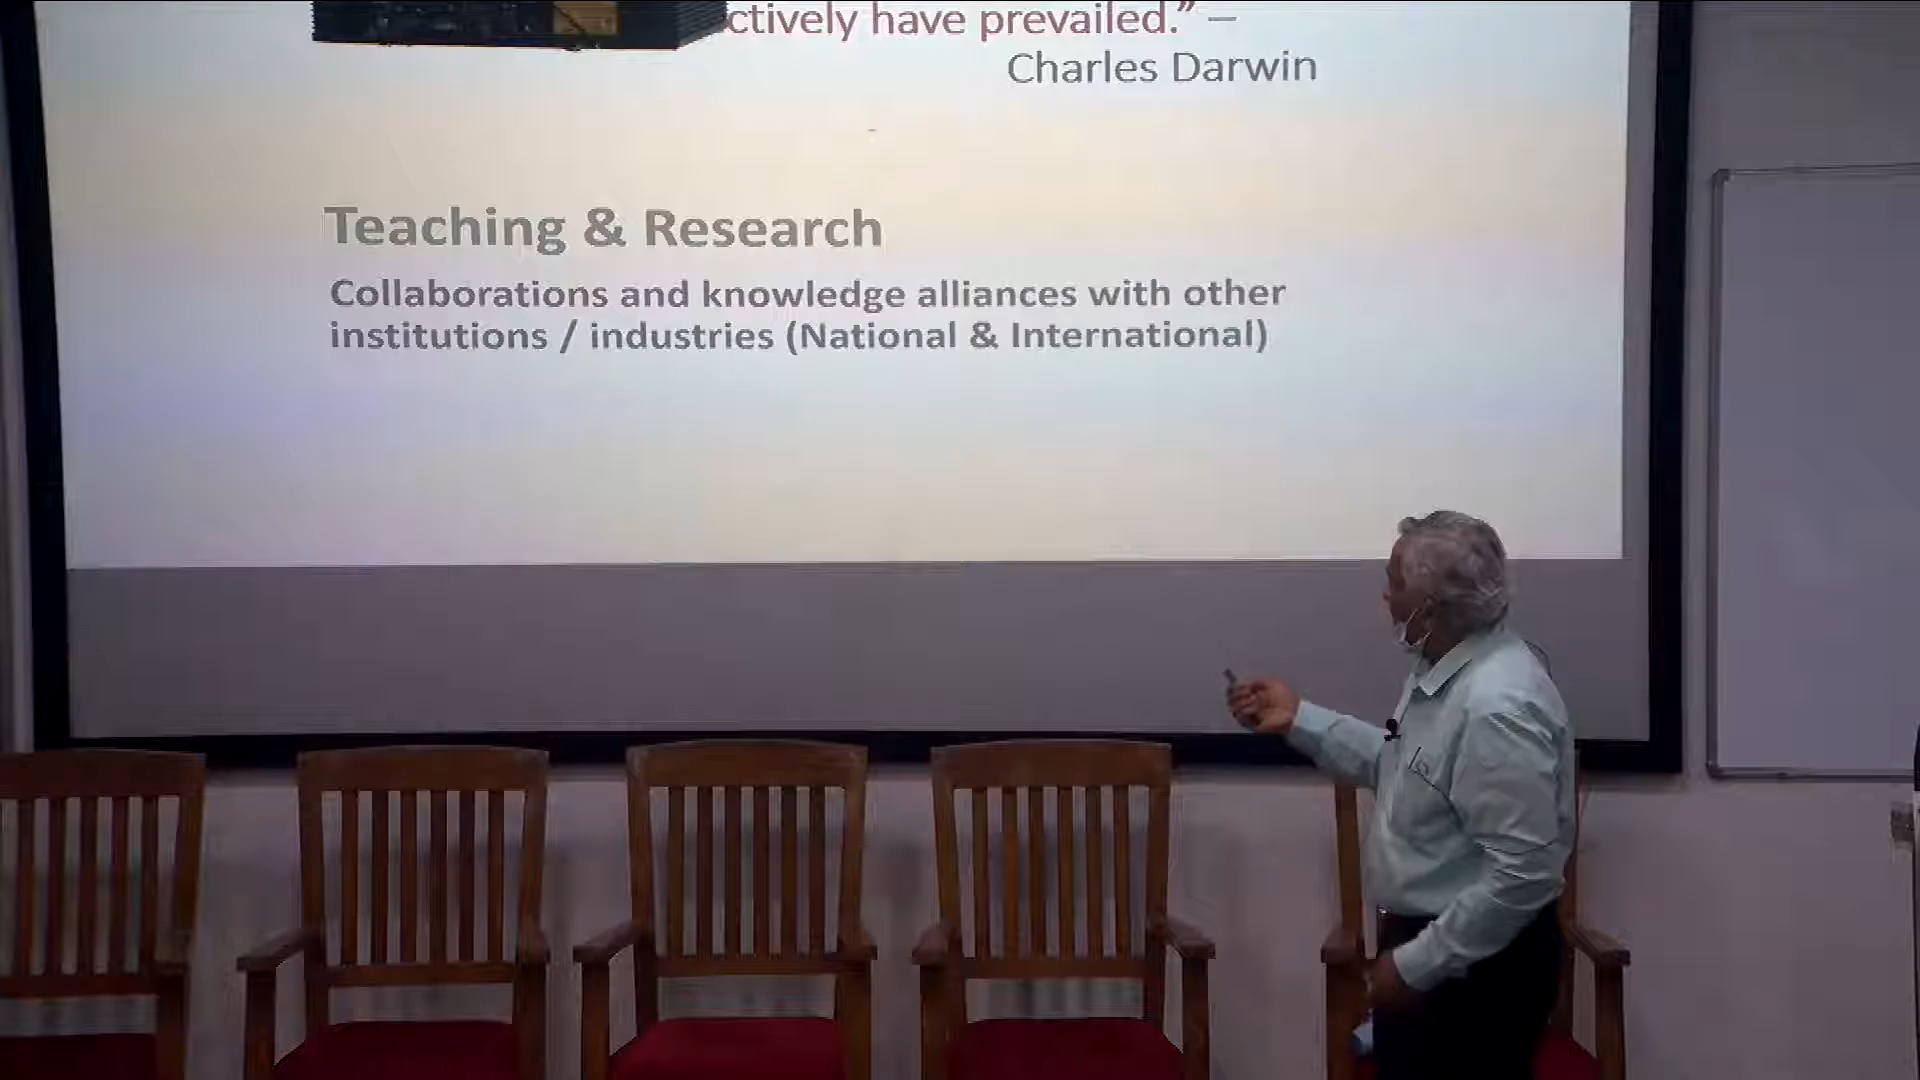 ctively have prevailed.” –
Charles Darwin
Teaching & Research
Collaborations and knowledge alliances with other
institutions / industries (National & International)